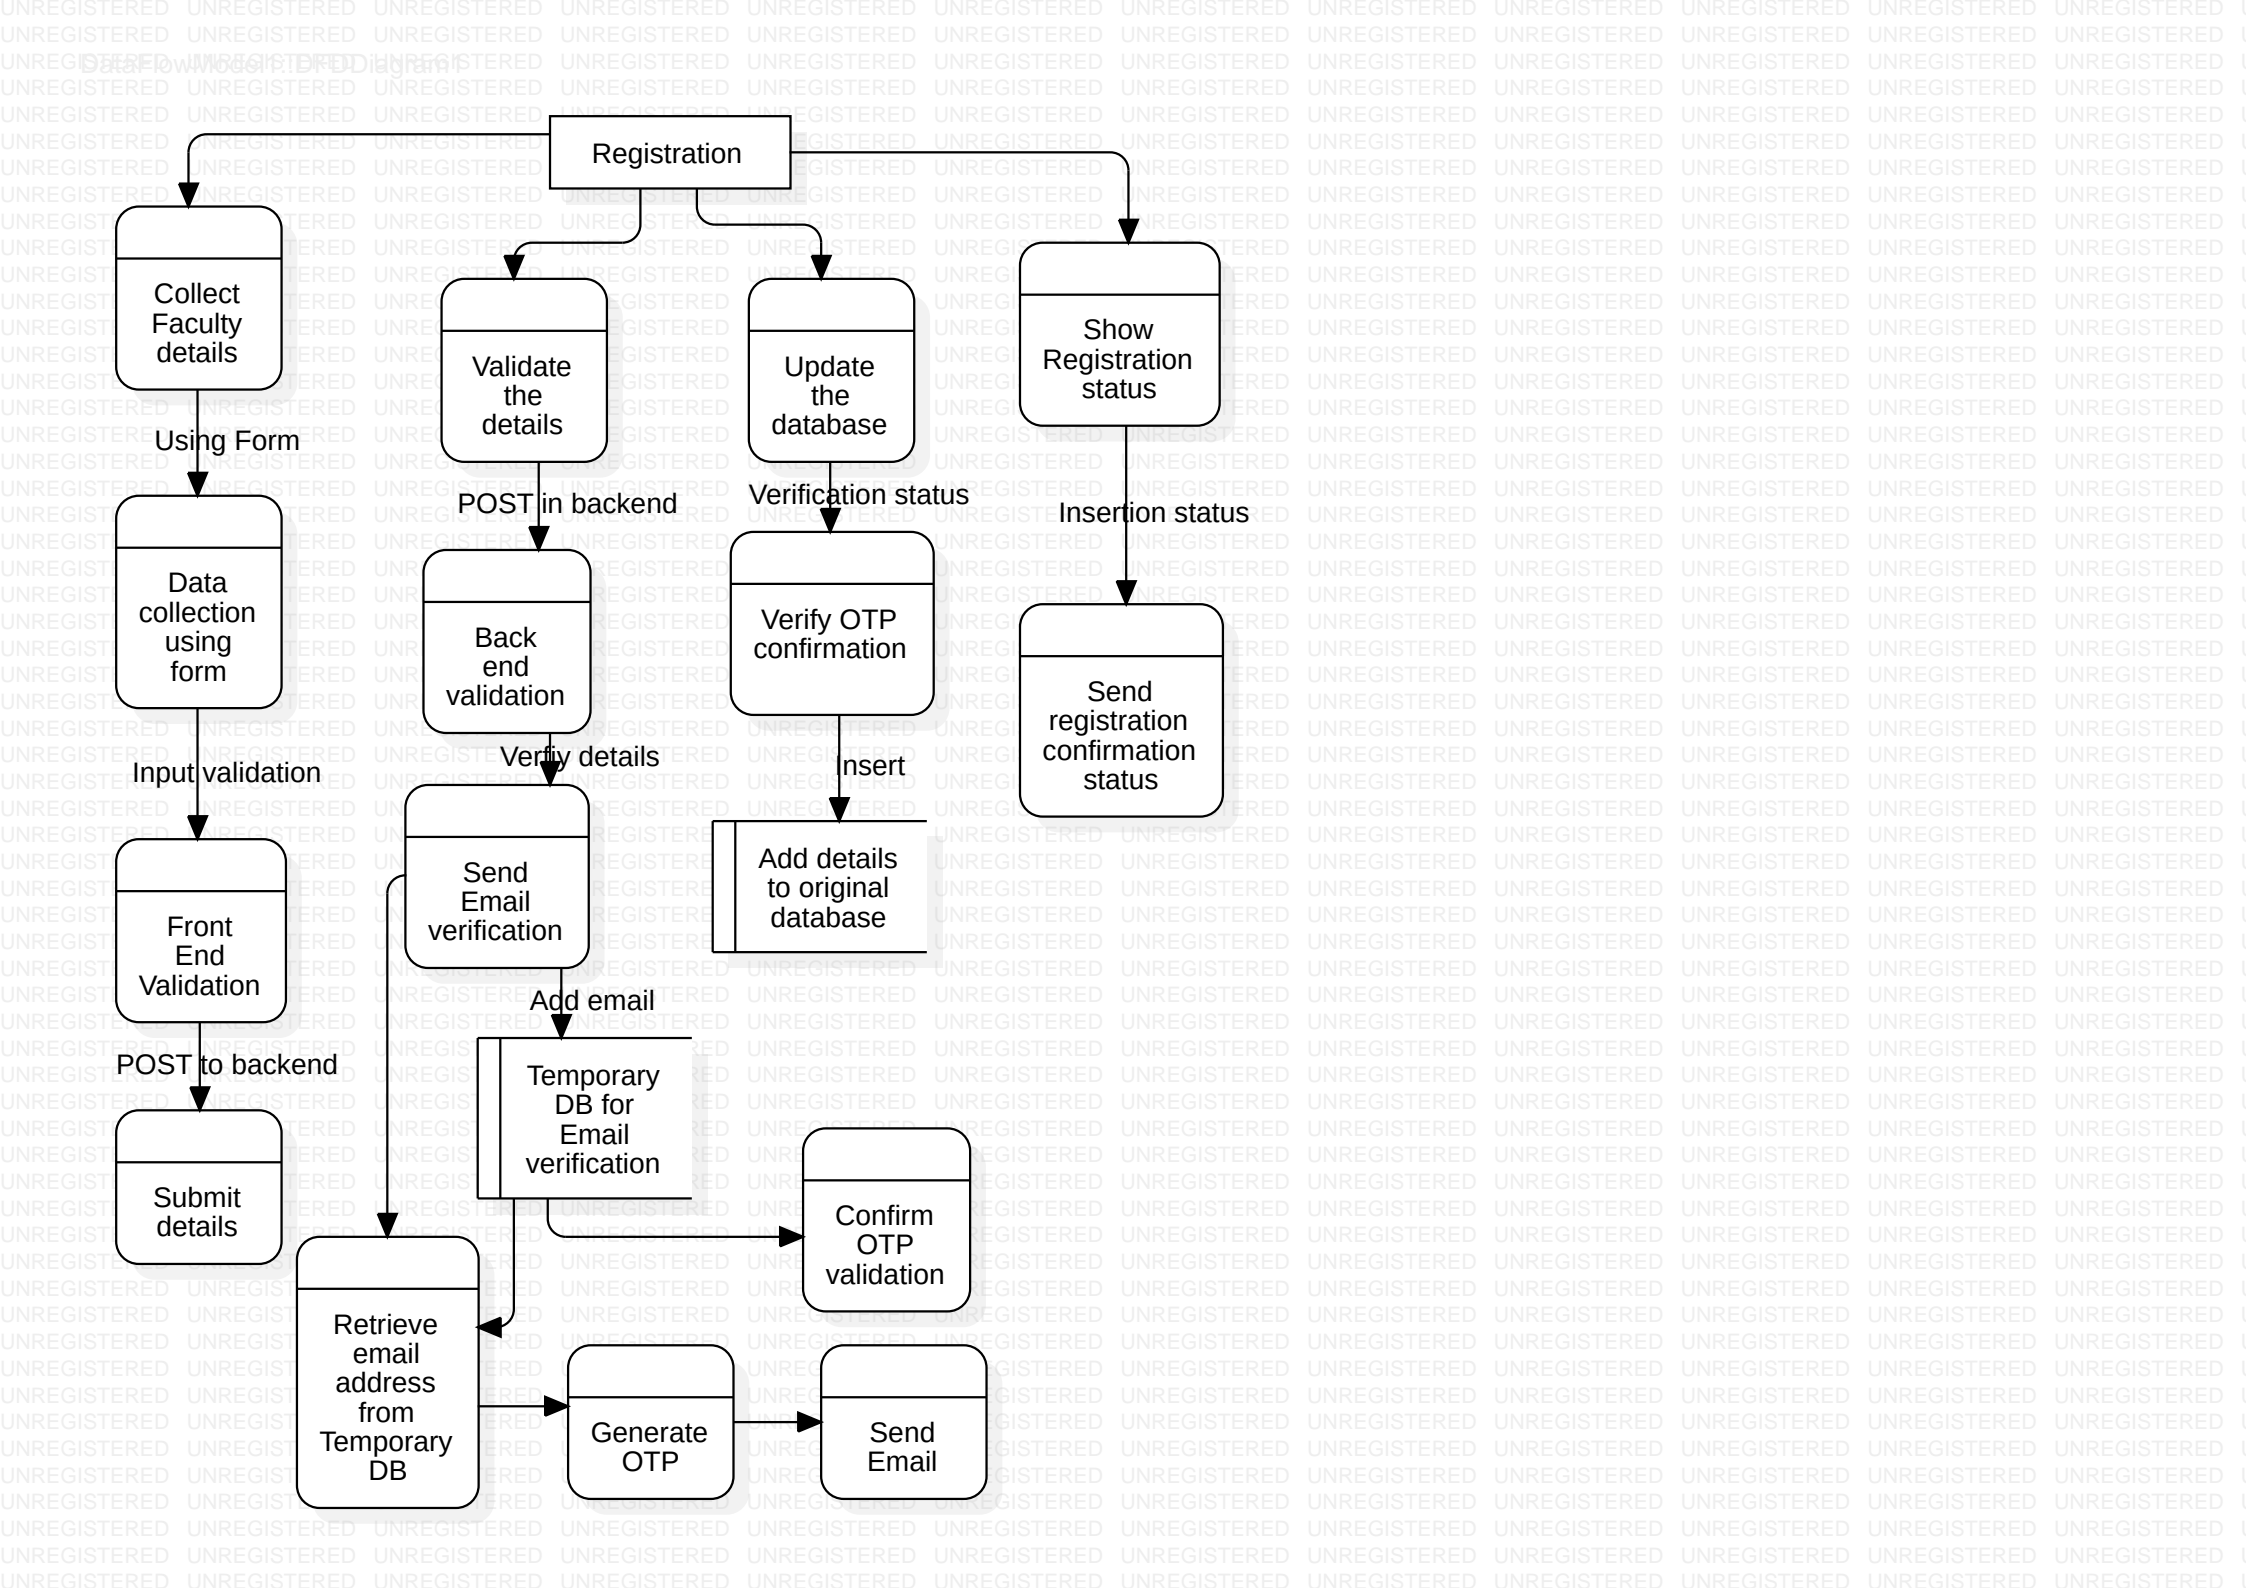 DataFlowModel1::DFDDiagram1
Registration
Collect
Faculty
details
Validate
the
details
Update
the
database
Show
Registration
status
Using Form
POST in backend
Verification status
Insertion status
Data
collection
using
form
Back
end
validation
Verify OTP
confirmation
Send
registration
confirmation
status
Input validation
Verfiy details
Insert
Front
End
Validation
Send
Email
verification
Add details
to original
database
POST to backend
Add email
Submit
details
Temporary
DB for
Email
verification
Confirm
OTP
validation
Retrieve
email
address
from
Temporary
DB
Generate
OTP
Send
Email
UNREGISTERED